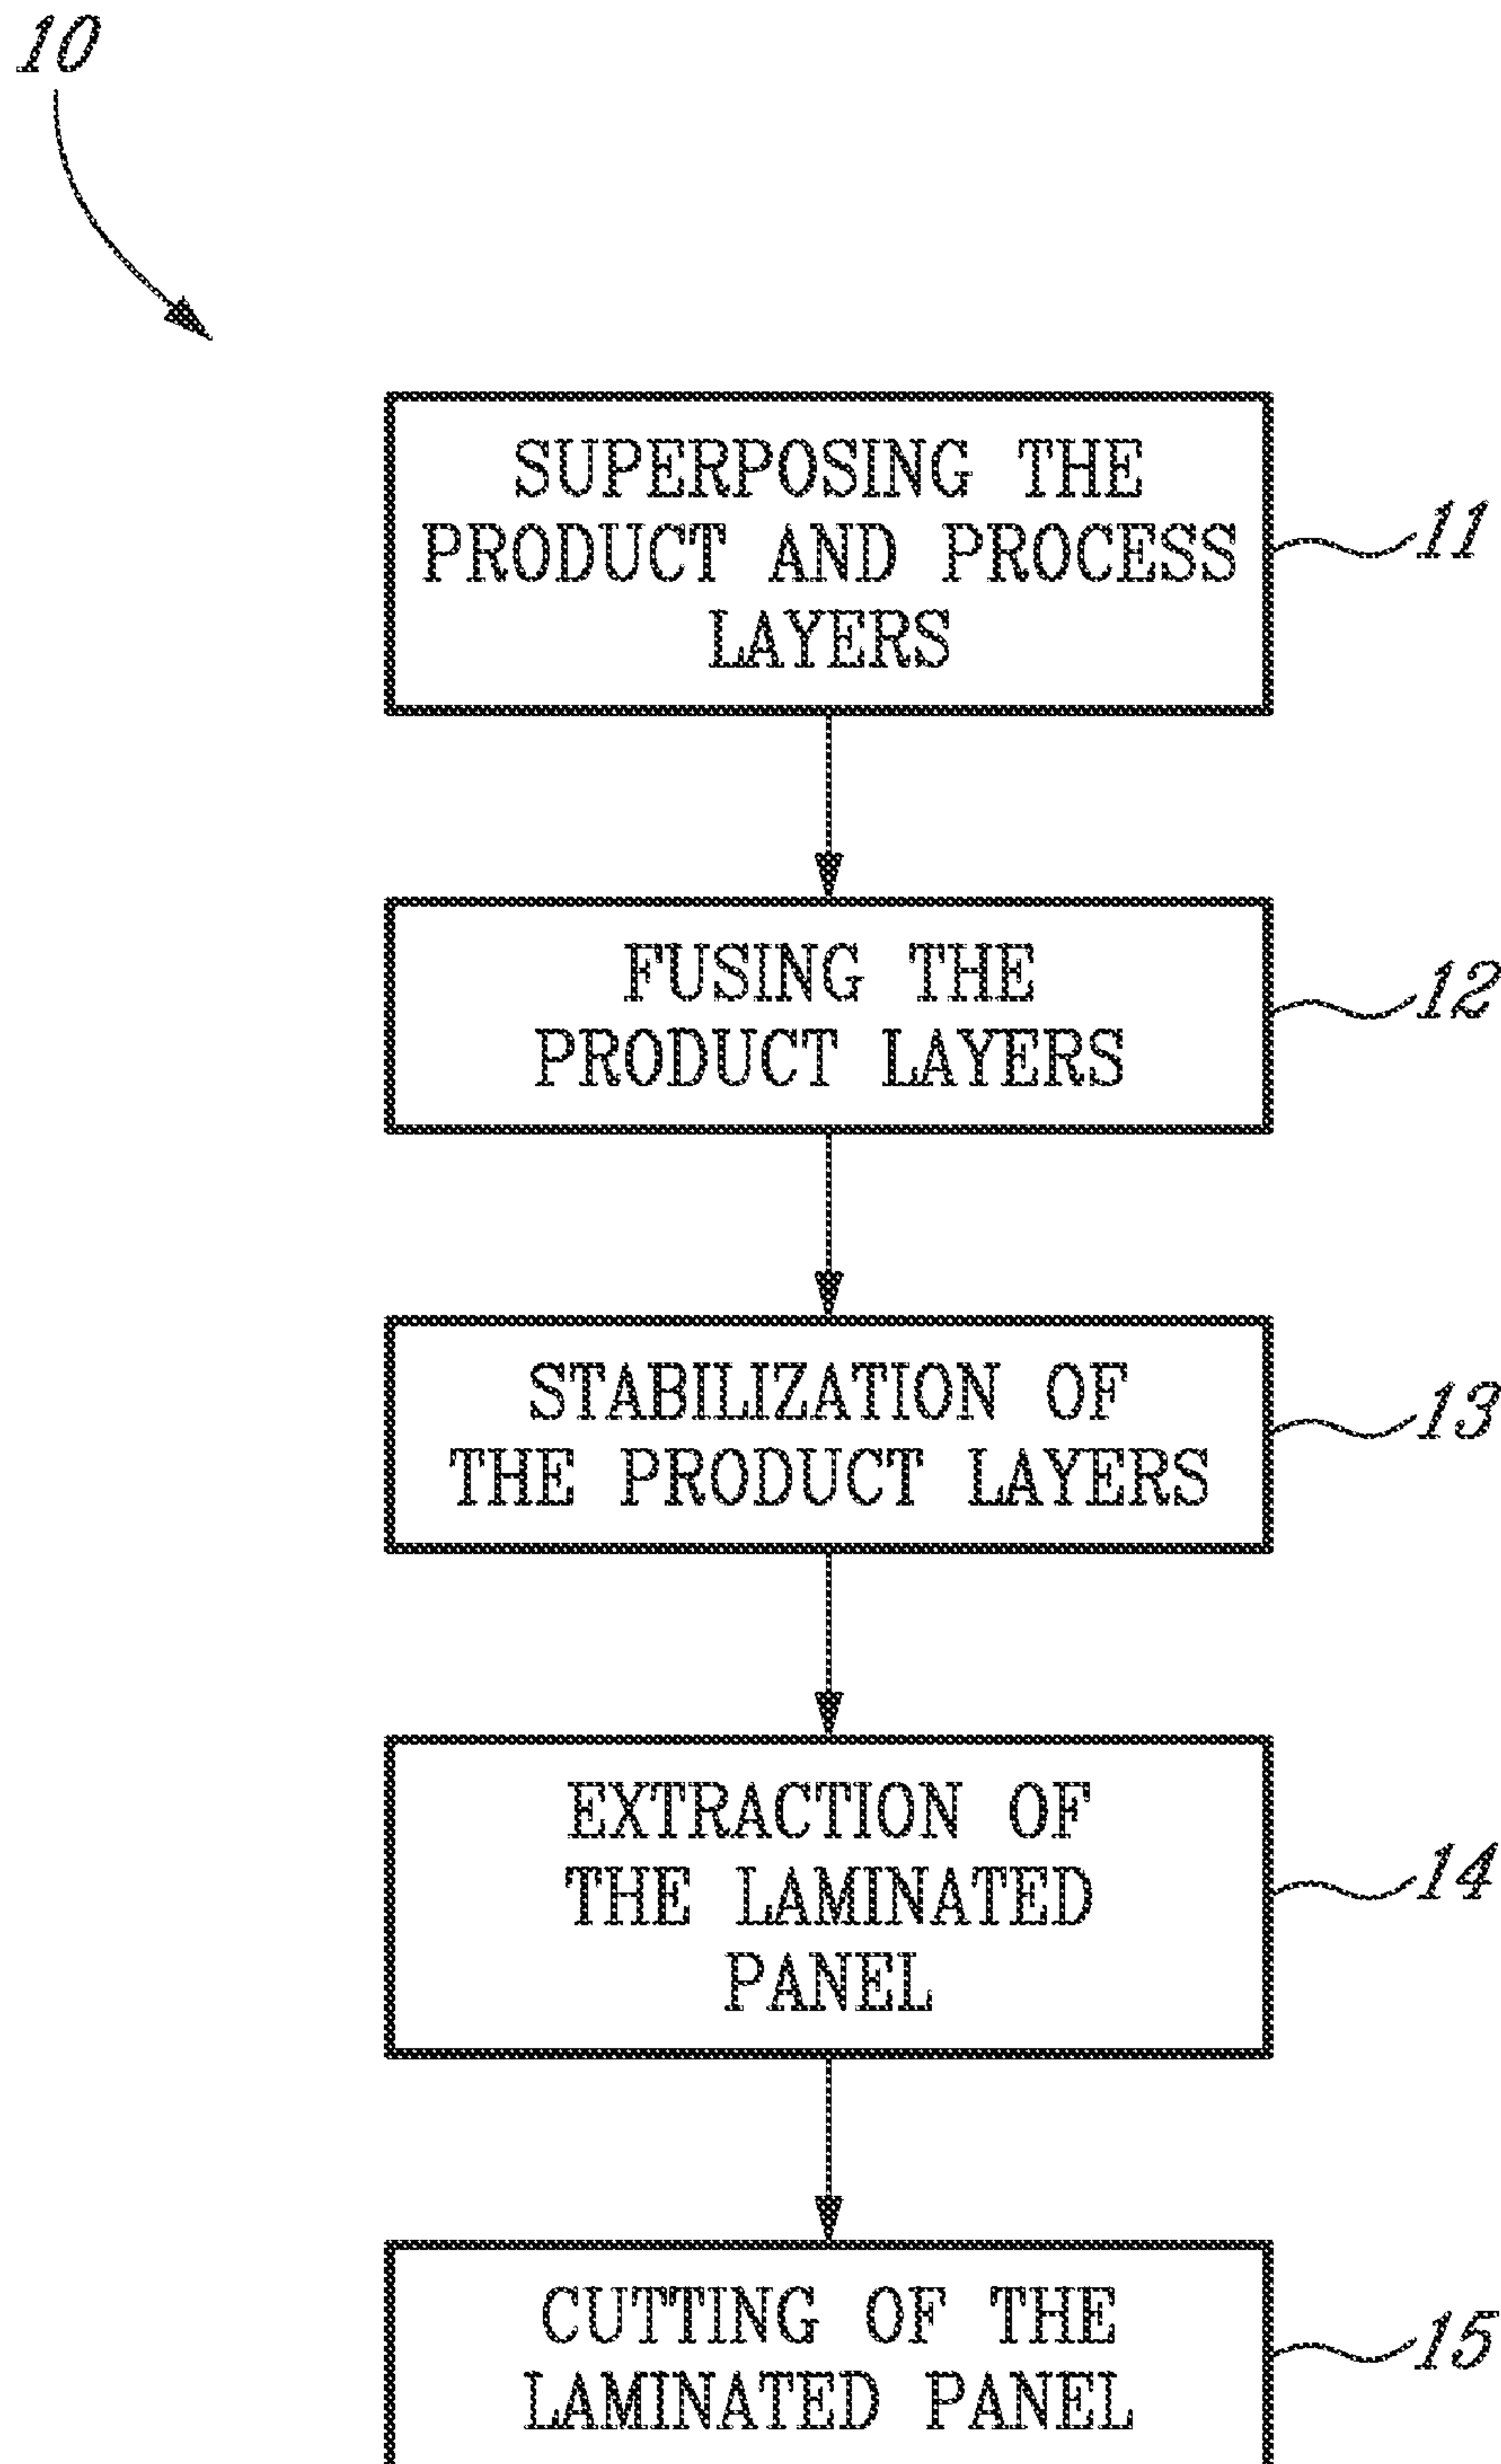 10
SUPERPOSING THE
PRODUCT AND PROCESS
LAYERS
11
FUSING THE
PRODUCT LAYERS
12
STABILIZATION OF
THE PRODUCT LAYERS
13
EXTRACTION OF
THE LAMINATED
PANEL
14
CUTTING OF THE
LAMINATED PANEL
15